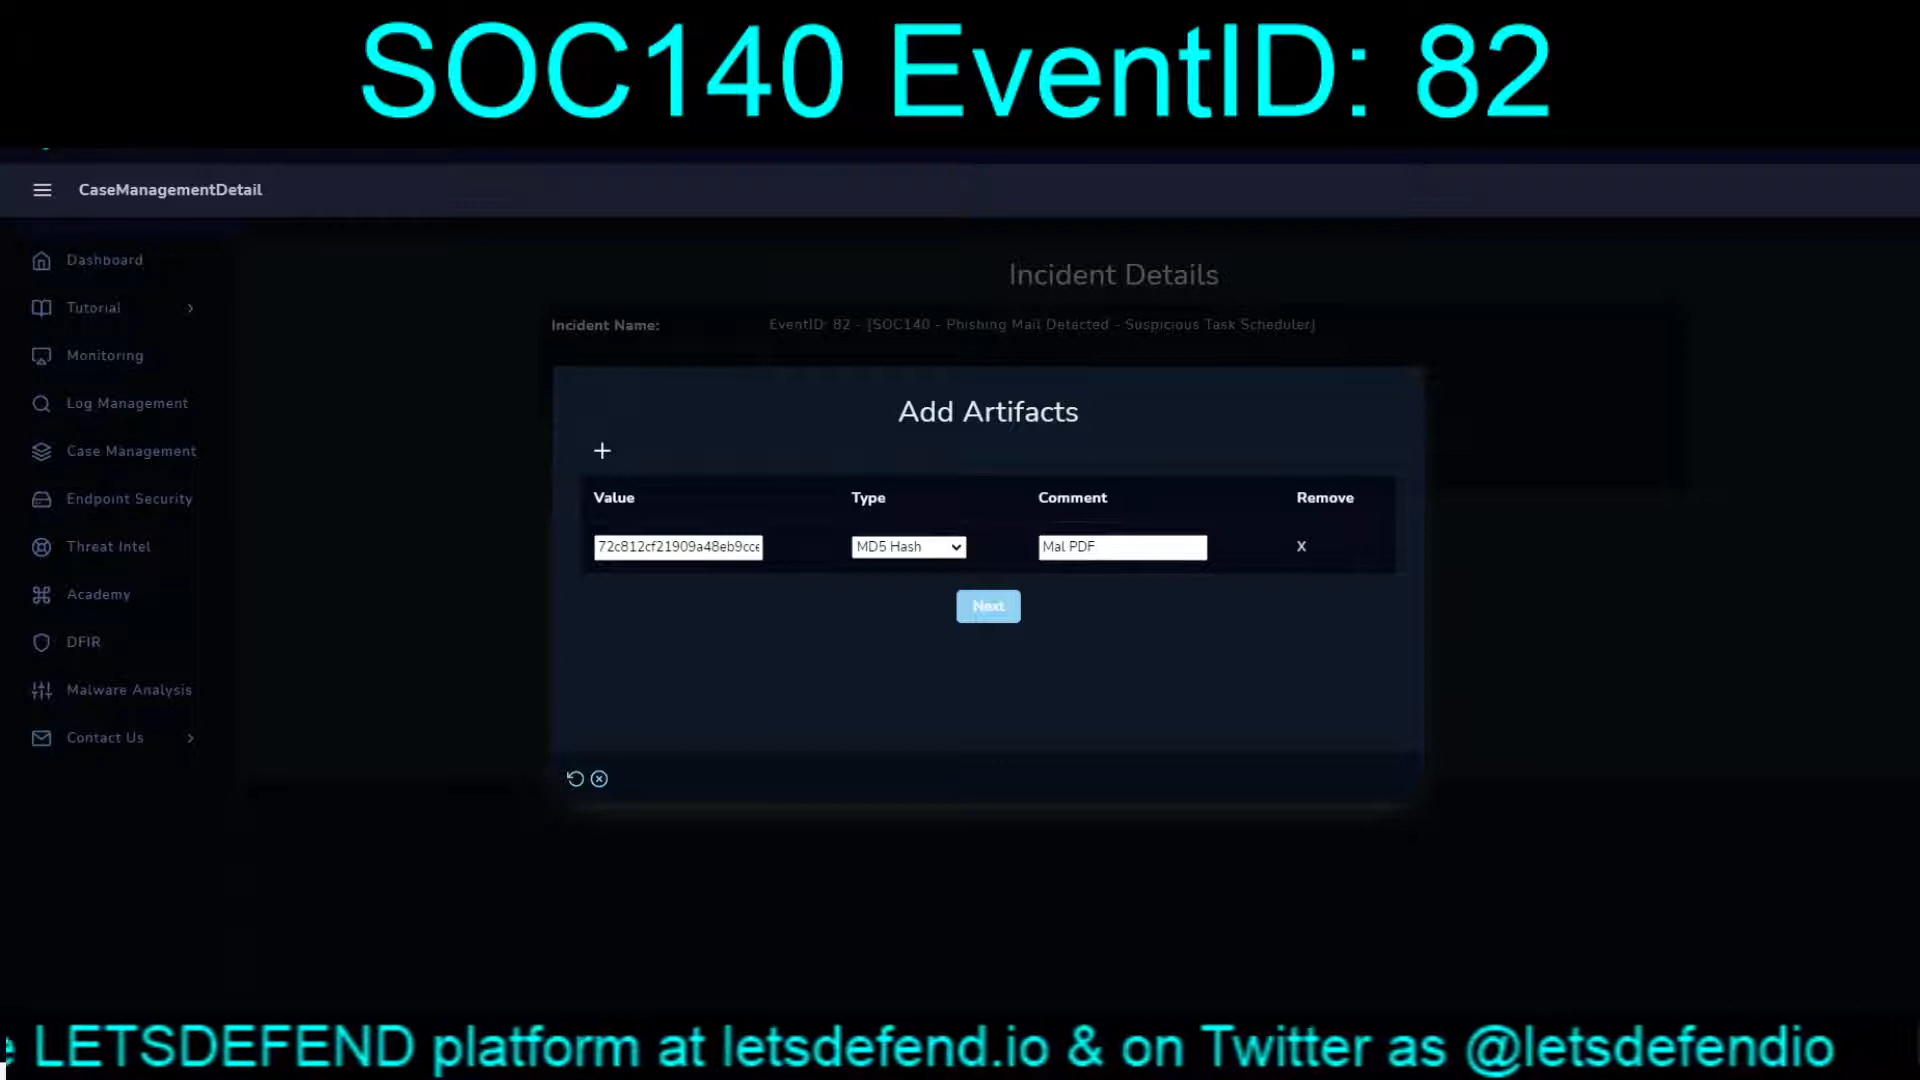 SOC140 EventID: 82
CaseManagementDetail
Dashboard
Tutorial
Monitoring
Log Management
Case Management
Endpoint Security
Threat Intel
Academy
DFIR
Malware Analysis
Contact Us
Incident Details
Incident Name: EventID: 82 - [SOC140 - Phishing Mail Detected - Suspicious Task Scheduler]
Add Artifacts
+
Value Type Comment Remove
72c812cf21909a48eb9cce MD5 Hash Mal PDF X
Next
e LETSDEFEND platform at letsdefend.io & on Twitter as @letsdefendio